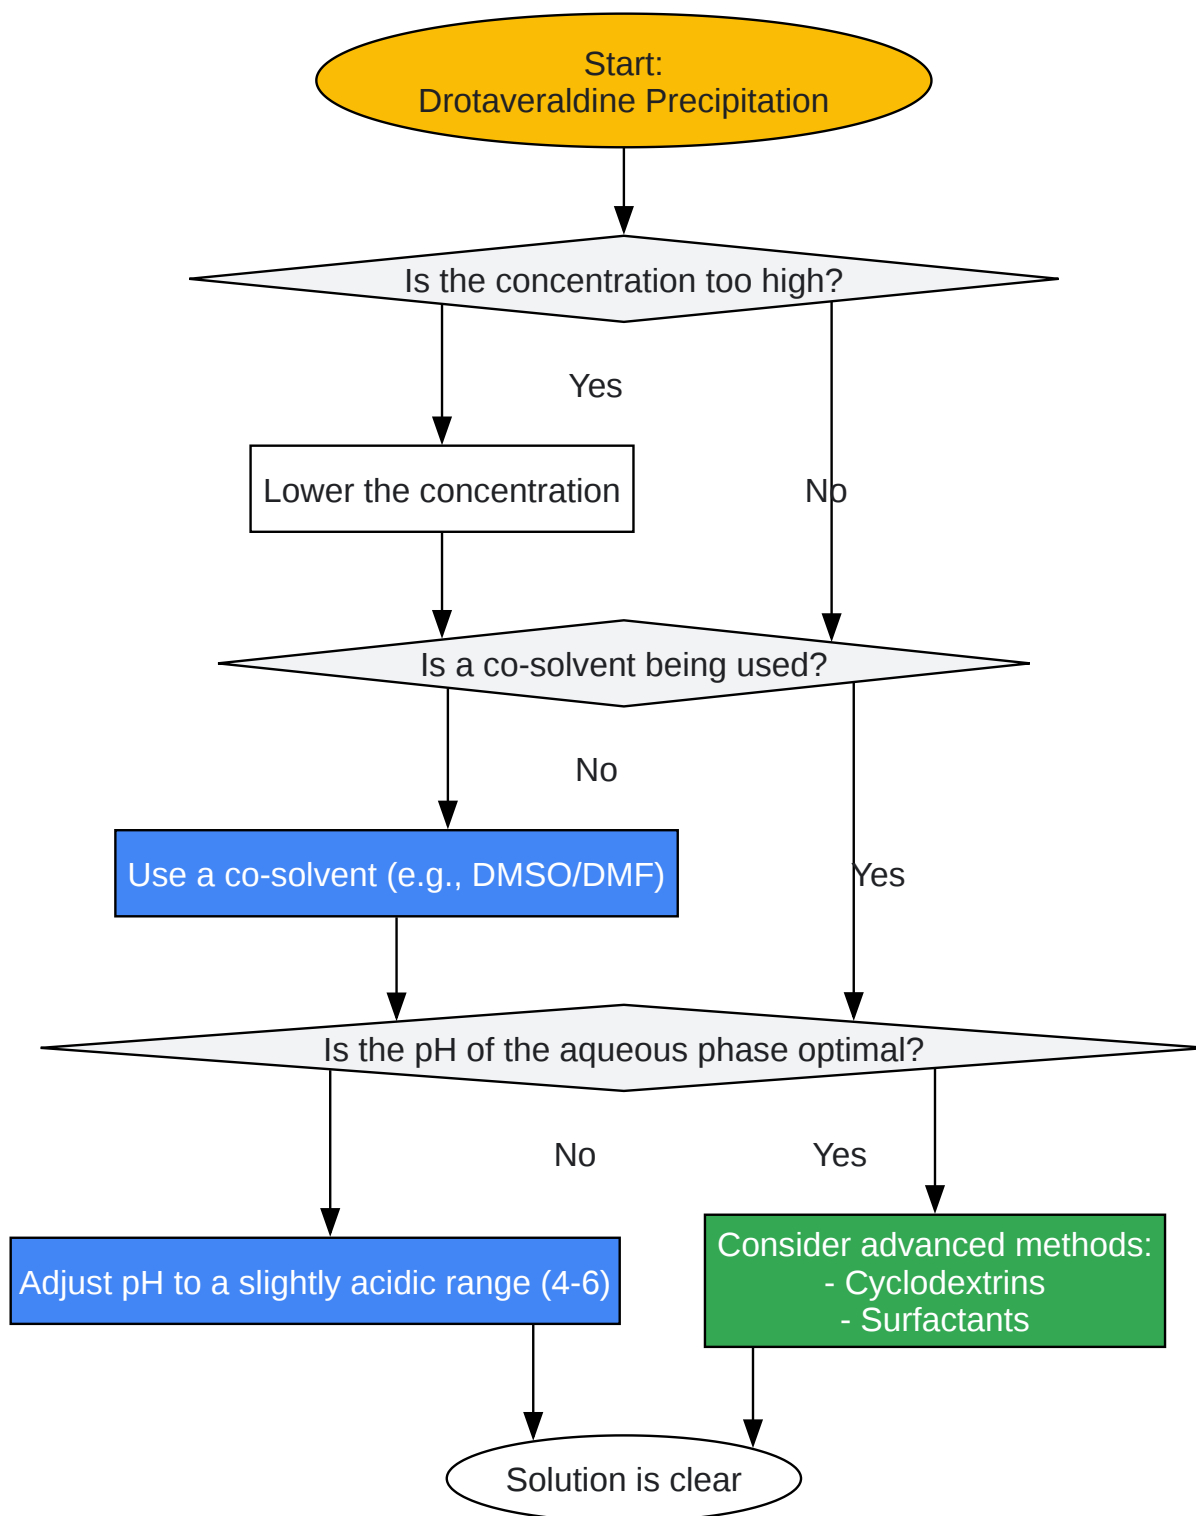 Start:
Drotaveraldine Precipitation
Is the concentration too high?
Yes
Lower the concentration
No
Is a co-solvent being used?
No
Use a co-solvent (e.g., DMSO/DMF)
Yes
Is the pH of the aqueous phase optimal?
No
Yes
Adjust pH to a slightly acidic range (4-6)
Consider advanced methods:
- Cyclodextrins
- Surfactants
Solution is clear